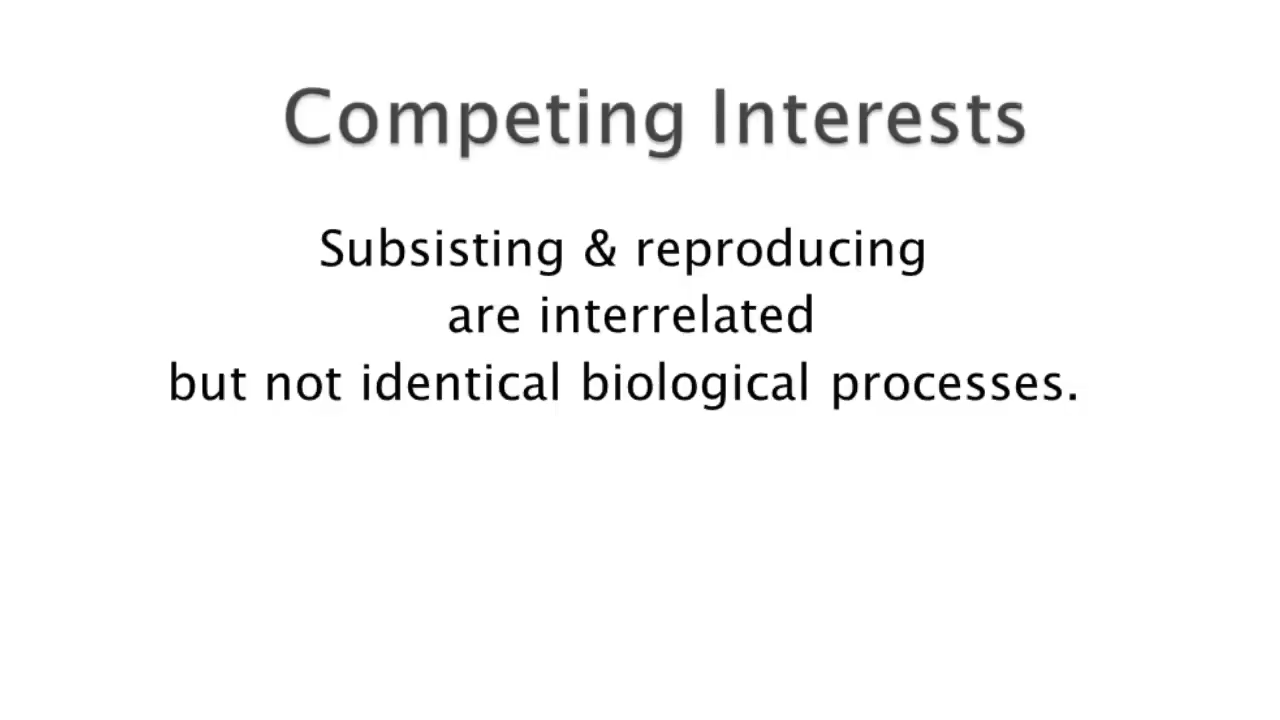 Competing Interests
Subsisting & reproducing
are interrelated
but not identical biological processes.